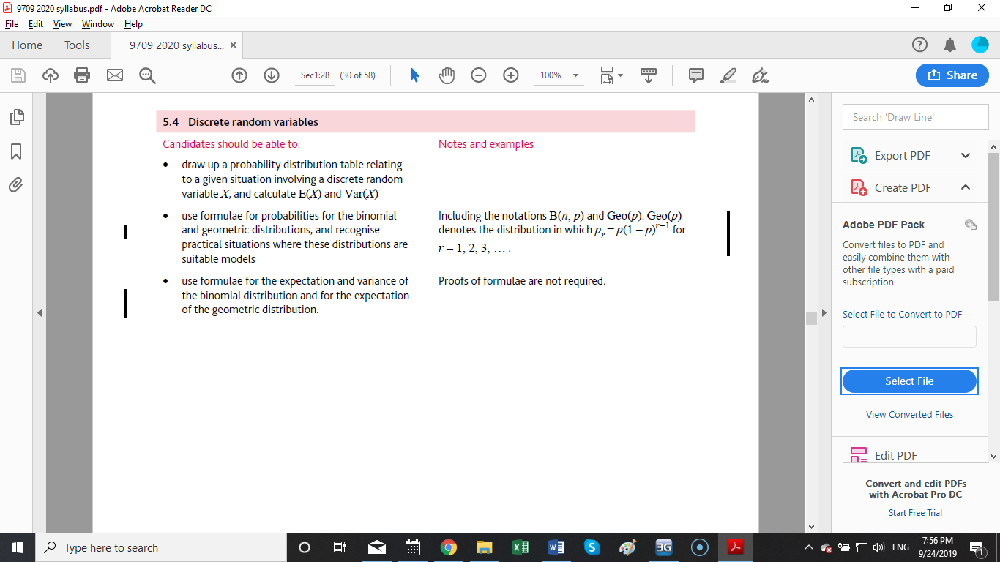 9709 2020 syllabus.pdf - Adobe Acrobat Reader DC
File Edit View Window Help
Home Tools 9709 2020 syllabus... ×
Sec1:28 (30 of 58) 100% Share
5.4 Discrete random variables
Candidates should be able to:
Notes and examples
• draw up a probability distribution table relating
to a given situation involving a discrete random
variable X, and calculate E(X) and Var(X)
• use formulae for probabilities for the binomial
and geometric distributions, and recognise
practical situations where these distributions are
suitable models
Including the notations B(n, p) and Geo(p). Geo(p)
denotes the distribution in which pᵣ = p(1 – p)ʳ⁻¹ for
r = 1, 2, 3, … .
• use formulae for the expectation and variance of
the binomial distribution and for the expectation
of the geometric distribution.
Proofs of formulae are not required.
Search 'Draw Line'
Export PDF
Create PDF
Adobe PDF Pack
Convert files to PDF and
easily combine them with
other file types with a paid
subscription
Select File to Convert to PDF
Select File
View Converted Files
Edit PDF
Convert and edit PDFs
with Acrobat Pro DC
Start Free Trial
Type here to search
3G
ENG
7:56 PM
9/24/2019
1